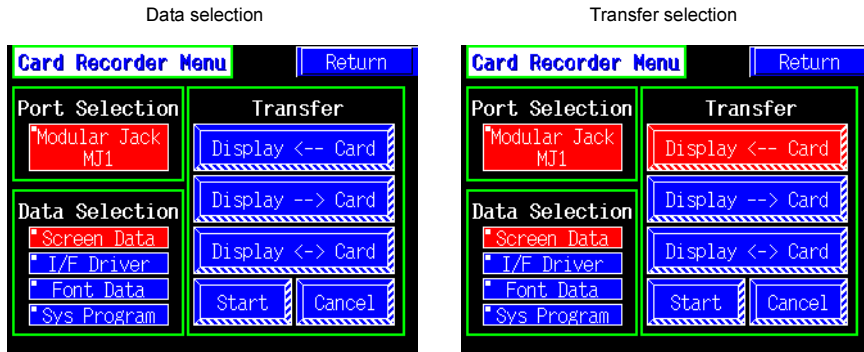 Data selection
Card Recorder Menu
Return
Port Selection
Modular Jack
MJ1
Data Selection
Screen Data
I/F Driver
Font Data
Sys Program
Transfer
Display <-- Card
Display --> Card
Display <-> Card
Start
Cancel
Transfer selection
Card Recorder Menu
Return
Port Selection
Modular Jack
MJ1
Data Selection
Screen Data
I/F Driver
Font Data
Sys Program
Transfer
Display <-- Card
Display --> Card
Display <-> Card
Start
Cancel